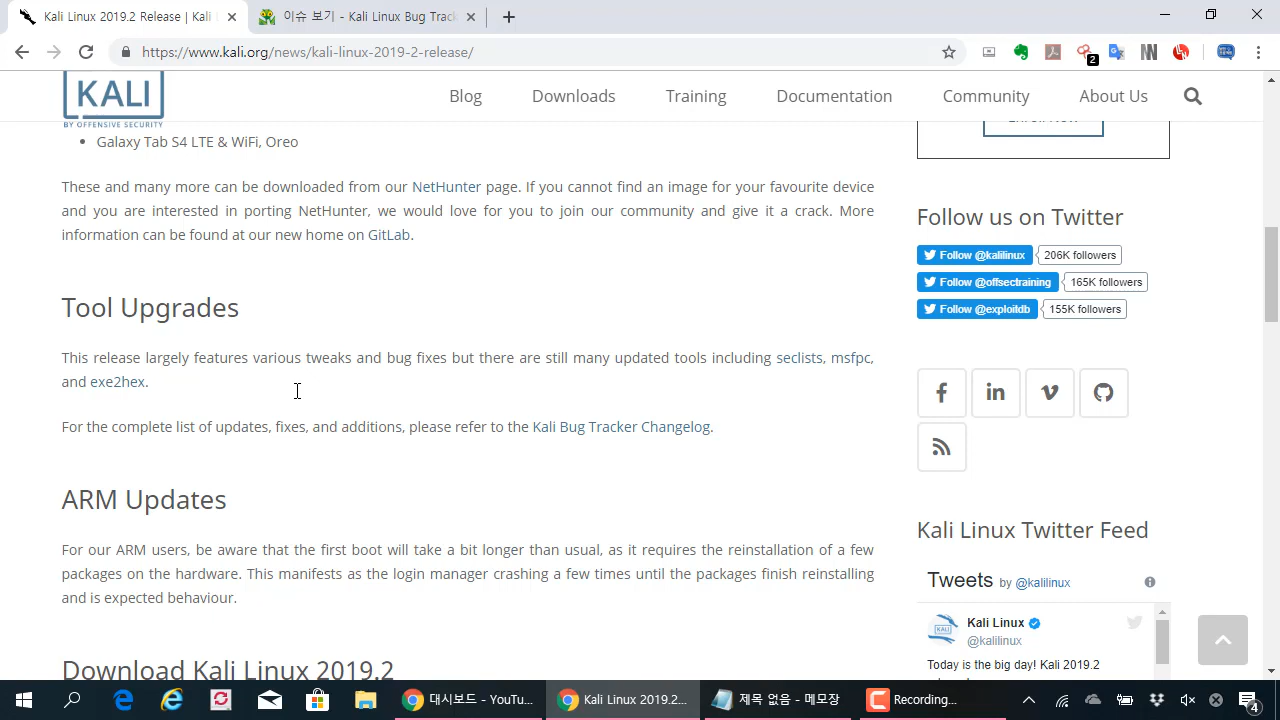 Kali Linux 2019.2 Release | Kali
이슈 보기 - Kali Linux Bug Track
https://www.kali.org/news/kali-linux-2019-2-release/
2
KALI
BY OFFENSIVE SECURITY
Blog
Downloads
Training
Documentation
Community
About Us
Galaxy Tab S4 LTE & WiFi, Oreo
These and many more can be downloaded from our NetHunter page. If you cannot find an image for your favourite device
and you are interested in porting NetHunter, we would love for you to join our community and give it a crack. More
information can be found at our new home on GitLab.
Tool Upgrades
This release largely features various tweaks and bug fixes but there are still many updated tools including seclists, msfpc,
and exe2hex.
For the complete list of updates, fixes, and additions, please refer to the Kali Bug Tracker Changelog.
ARM Updates
For our ARM users, be aware that the first boot will take a bit longer than usual, as it requires the reinstallation of a few
packages on the hardware. This manifests as the login manager crashing a few times until the packages finish reinstalling
and is expected behaviour.
Download Kali Linux 2019.2
Follow us on Twitter
Follow @kalilinux
206K followers
Follow @offsectraining
165K followers
Follow @exploitdb
155K followers
Kali Linux Twitter Feed
Tweets by @kalilinux
Kali Linux
@kalilinux
Today is the big day! Kali 2019.2
대시보드 - YouTu...
Kali Linux 2019.2...
제목 없음 - 메모장
Recording...
4